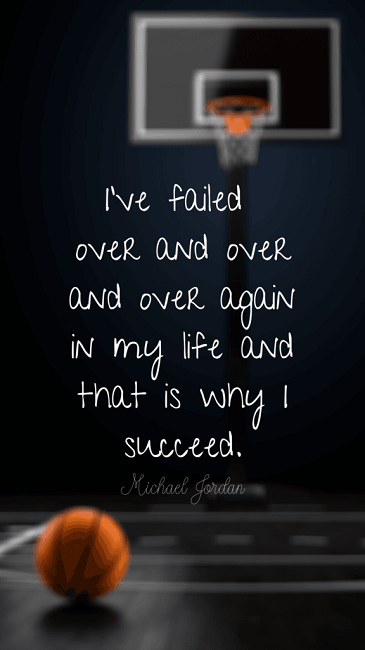 I've failed
over and over
and over again
in my life and
that is why I
succeed.
Michael Jordan